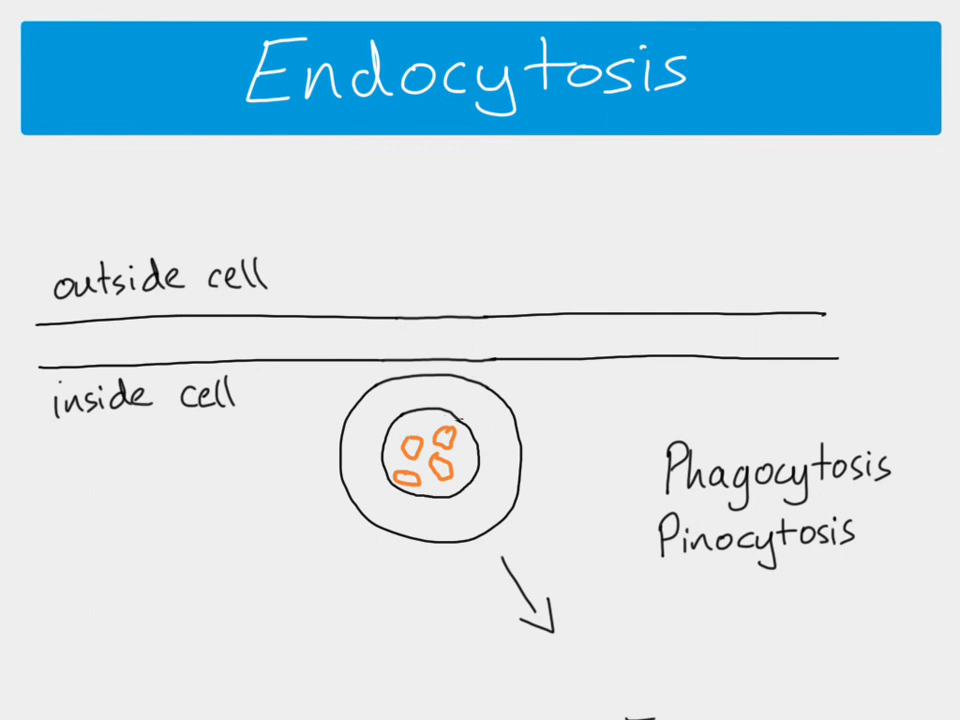 Endocytosis
outside cell
inside cell
Phagocytosis
Pinocytosis